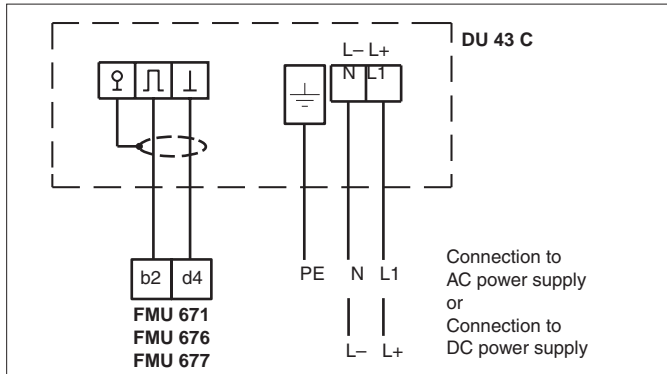 DU 43 C
L– L+
N L1
b2 d4
FMU 671
FMU 676
FMU 677
PE N L1
L– L+
Connection to
AC power supply
or
Connection to
DC power supply